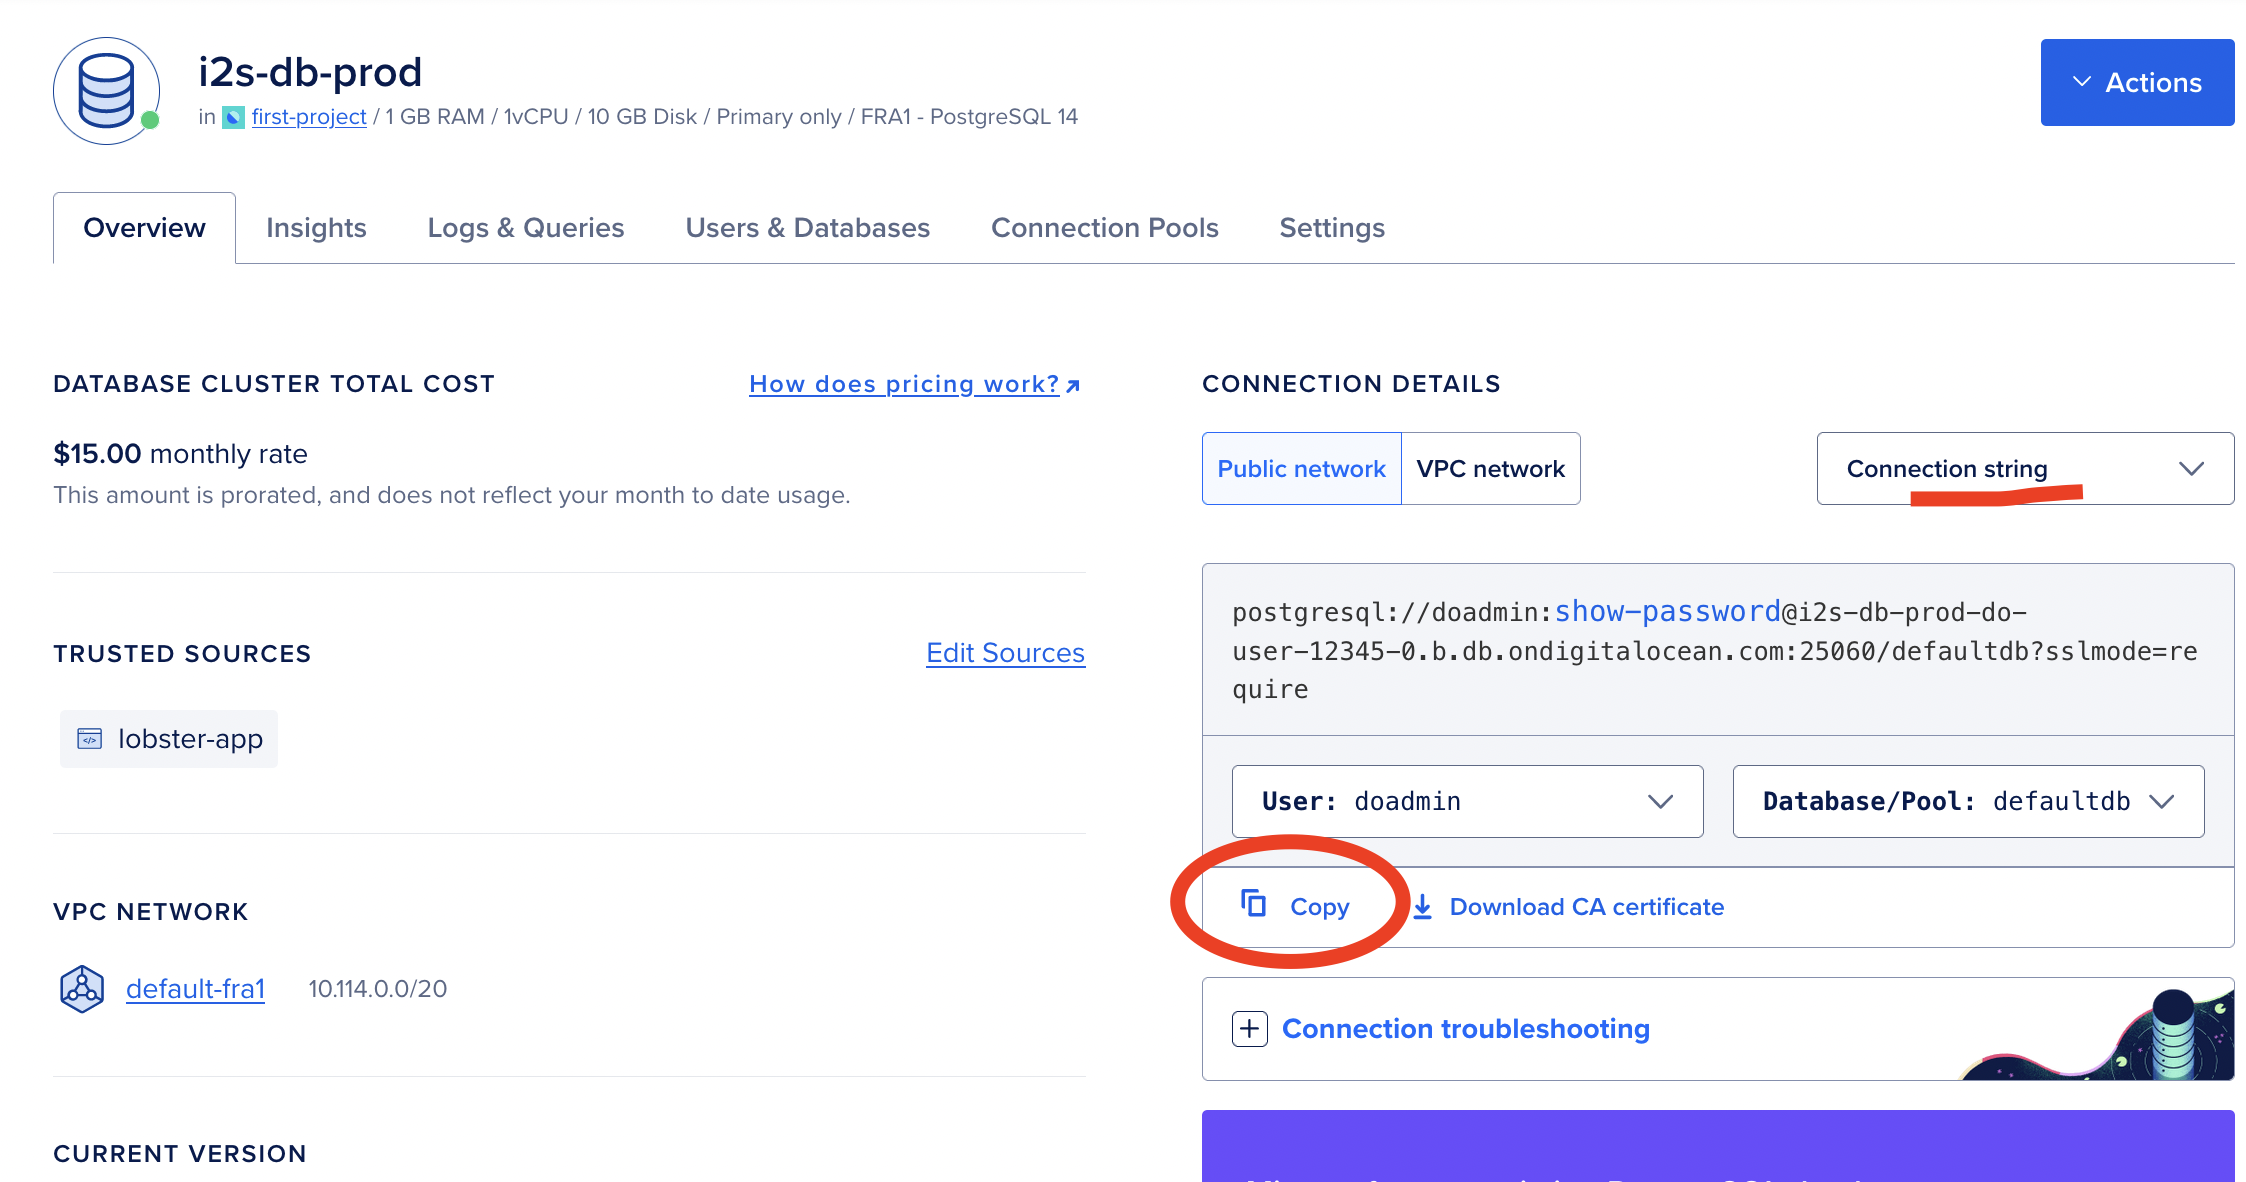 i2s-db-prod
in first-project / 1 GB RAM / 1vCPU / 10 GB Disk / Primary only / FRA1 - PostgreSQL 14
Actions
Overview
Insights
Logs & Queries
Users & Databases
Connection Pools
Settings
DATABASE CLUSTER TOTAL COST
How does pricing work?
$15.00 monthly rate
This amount is prorated, and does not reflect your month to date usage.
TRUSTED SOURCES
Edit Sources
lobster-app
VPC NETWORK
default-fra1
10.114.0.0/20
CURRENT VERSION
CONNECTION DETAILS
Public network
VPC network
Connection string
postgresql://doadmin:show-password@i2s-db-prod-do-
user-12345-0.b.db.ondigitalocean.com:25060/defaultdb?sslmode=re
quire
User: doadmin
Database/Pool: defaultdb
Copy
Download CA certificate
Connection troubleshooting